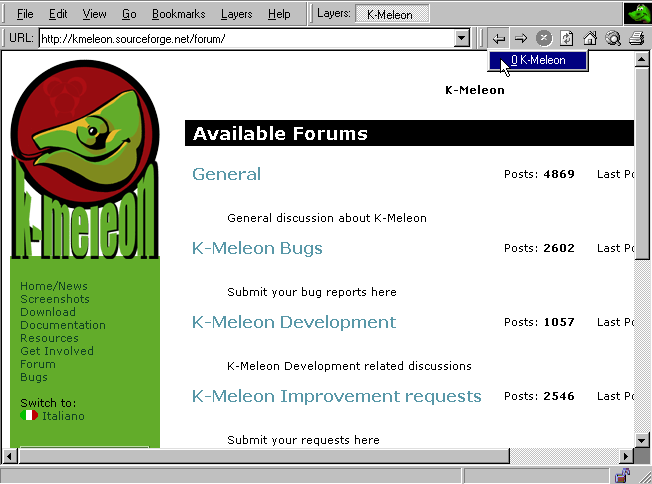 File Edit View Go Bookmarks Layers Help Layers: K-Meleon
URL: http://kmeleon.sourceforge.net/forum/
0 K-Meleon
k-meleon
K-Meleon
Available Forums
General Posts: 4869 Last Po
General discussion about K-Meleon
K-Meleon Bugs Posts: 2602 Last Po
Submit your bug reports here
K-Meleon Development Posts: 1057 Last Po
K-Meleon Development related discussions
K-Meleon Improvement requests Posts: 2546 Last Po
Submit your requests here
Home/News
Screenshots
Download
Documentation
Resources
Get Involved
Forum
Bugs
Switch to:
Italiano